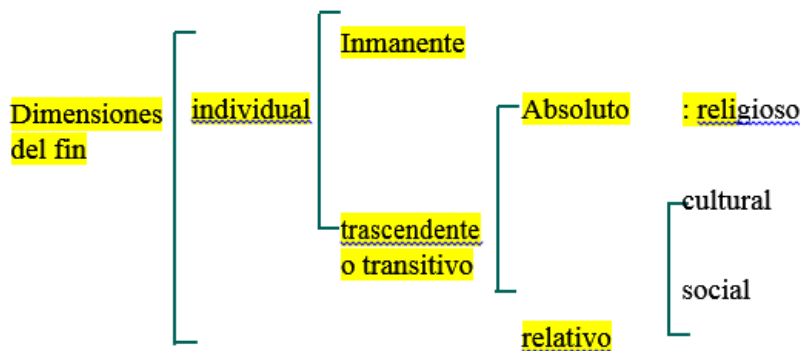 Inmanente
Dimensiones
del fin
individual
Absoluto
: religioso
cultural
trascendente
o transitivo
social
relativo